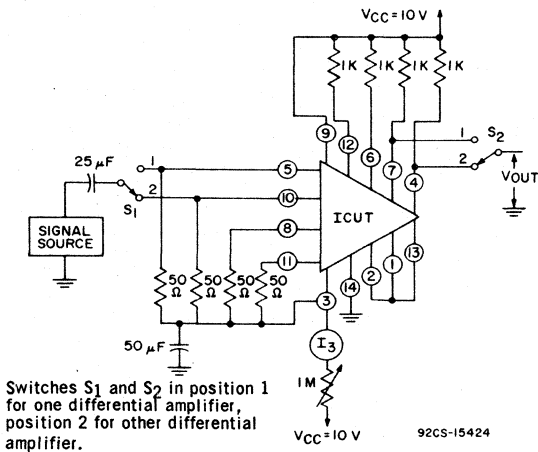 VCC=10V
1K 1K 1K 1K
9 12 6 7 4
1 S2
2
VOUT
25 μF
1
2
S1
SIGNAL
SOURCE
5
10
8
11
ICUT
3 14 2 1 13
50 Ω 50 Ω 50 Ω 50 Ω
50 μF
I3
1M
VCC=10V
92CS-15424
Switches S1 and S2 in position 1
for one differential amplifier,
position 2 for other differential
amplifier.